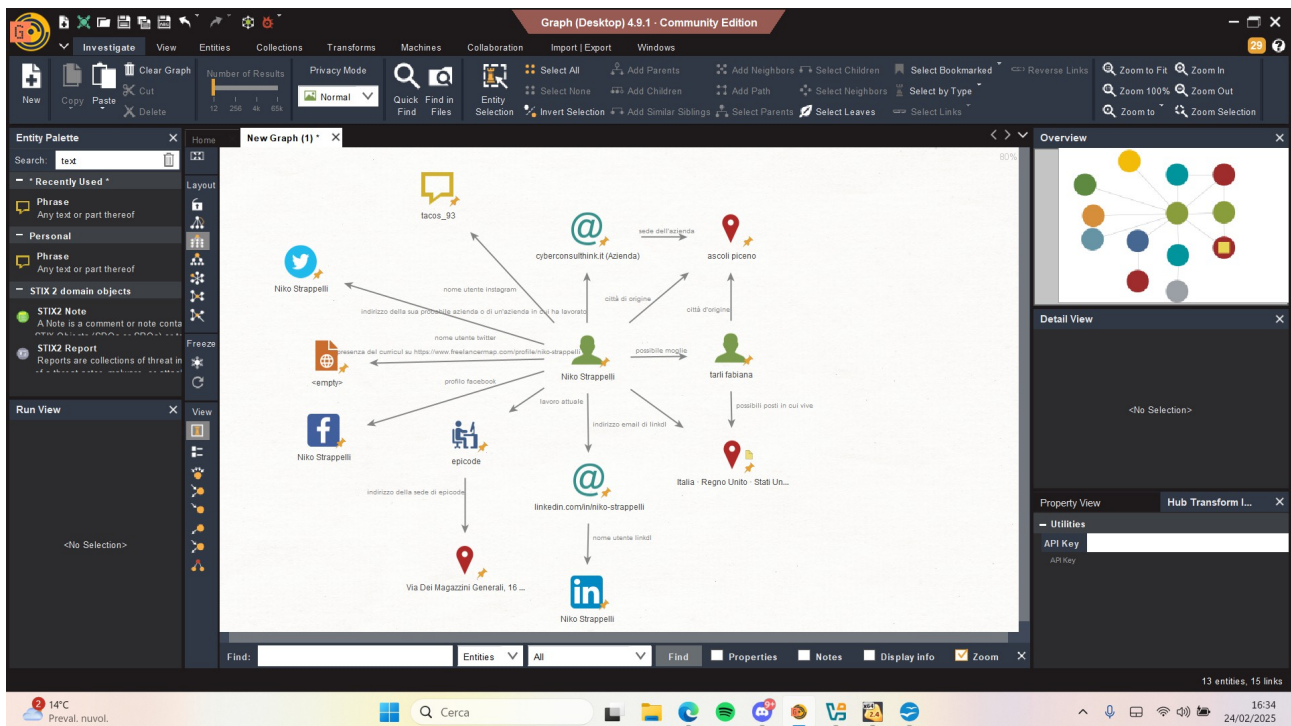 Graph (Desktop) 4.9.1 - Community Edition
Investigate View Entities Collections Transforms Machines Collaboration Import | Export Windows
29
New
Copy
Paste
Clear Graph
Cut
Delete
Number of Results
12 256 4k 65k
Privacy Mode
Normal
Quick Find
Find in Files
Entity Selection
Select All
Select None
Invert Selection
Add Parents
Add Children
Add Similar Siblings
Add Neighbors
Add Path
Select Parents
Select Children
Select Neighbors
Select Leaves
Select Bookmarked
Select by Type
Select Links
Reverse Links
Zoom to Fit
Zoom 100%
Zoom to
Zoom In
Zoom Out
Zoom Selection
Entity Palette
Search: text
* Recently Used *
Phrase
Any text or part thereof
Personal
Phrase
Any text or part thereof
STIX 2 domain objects
STIX2 Note
A Note is a comment or note conta
STIX2 Report
Reports are collections of threat in
Run View
<No Selection>
Home
New Graph (1) *
Layout
Freeze
View
80%
tacos_93
cyberconsulthink.it (Azienda)
sede dell'azienda
ascoli piceno
Niko Strappelli
nome utente instagram
città di origine
indirizzo della sua probabile azienda o di un'azienda in cui ha lavorato
città d'origine
nome utente twitter
presenza del curricul su https://www.freelancermap.com/profile/niko-strappelli
possibile moglie
<empty>
Niko Strappelli
tarli fabiana
profilo facebook
lavoro attuale
possibili posti in cui vive
indirizzo email di linkdl
Niko Strappelli
epicode
Italia · Regno Unito · Stati Un...
indirizzo della sede di epicode
linkedin.com/in/niko-strappelli
nome utente linkdl
Via Dei Magazzini Generali, 16 ...
Niko Strappelli
Find:
Entities
All
Find
Properties
Notes
Display info
Zoom
Overview
Detail View
<No Selection>
Property View
Hub Transform I...
Utilities
API Key
API Key
13 entities, 15 links
2
14°C
Preval. nuvol.
Cerca
16:34
24/02/2025